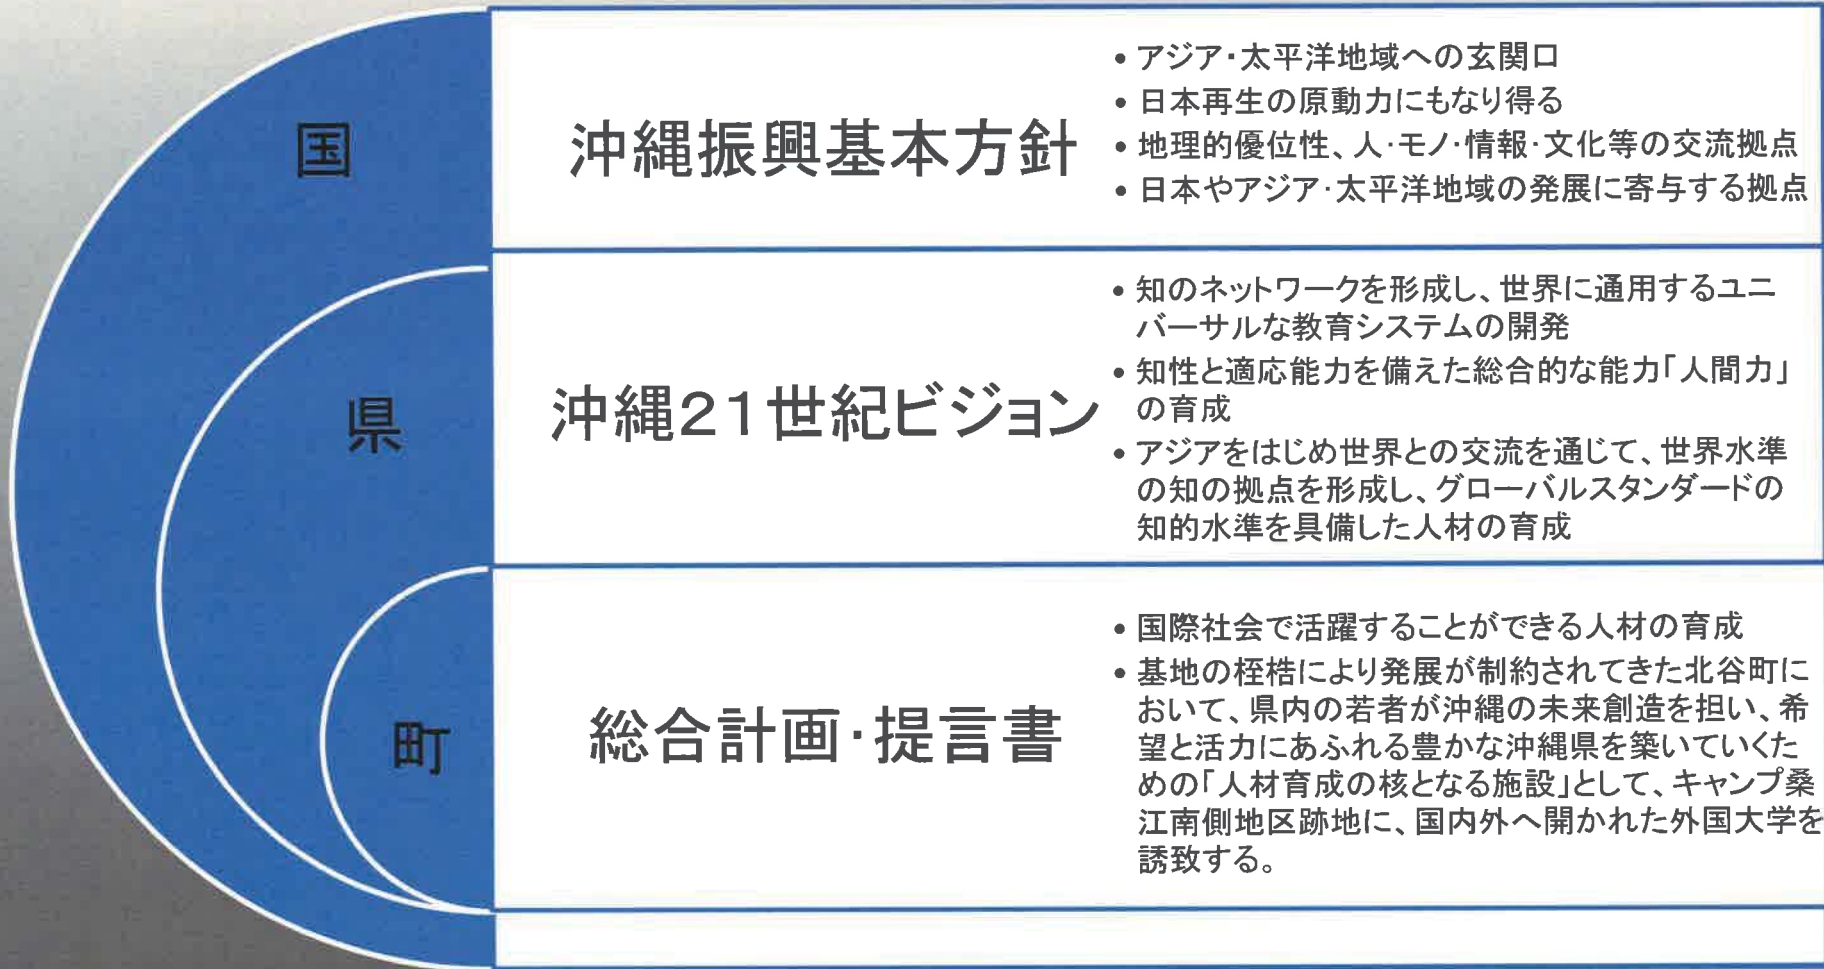 国
沖縄振興基本方針
• アジア・太平洋地域への玄関口
• 日本再生の原動力にもなり得る
• 地理的優位性、人・モノ・情報・文化等の交流拠点
• 日本やアジア・太平洋地域の発展に寄与する拠点
県
沖縄21世紀ビジョン
• 知のネットワークを形成し、世界に通用するユニ
バーサルな教育システムの開発
• 知性と適応能力を備えた総合的な能力「人間力」
の育成
• アジアをはじめ世界との交流を通じて、世界水準
の知の拠点を形成し、グローバルスタンダードの
知的水準を具備した人材の育成
町
総合計画・提言書
• 国際社会で活躍することができる人材の育成
• 基地の桎梏により発展が制約されてきた北谷町に
おいて、県内の若者が沖縄の未来創造を担い、希
望と活力にあふれる豊かな沖縄県を築いていくた
めの「人材育成の核となる施設」として、キャンプ桑
江南側地区跡地に、国内外へ開かれた外国大学を
誘致する。